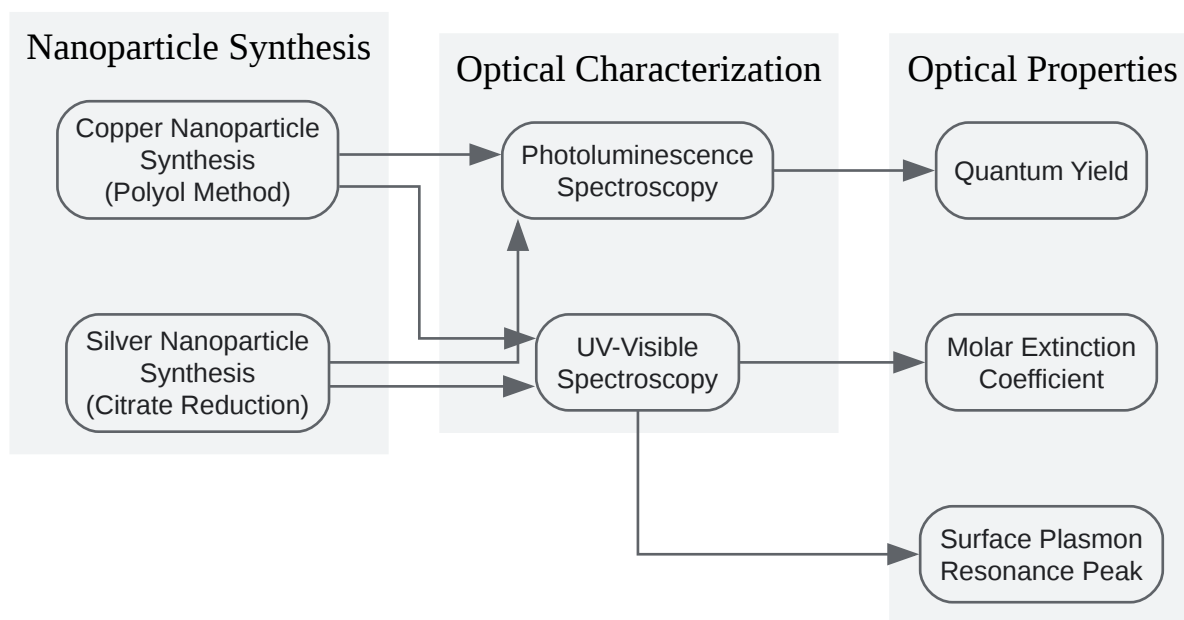 Nanoparticle Synthesis
Copper Nanoparticle
Synthesis
(Polyol Method)
Silver Nanoparticle
Synthesis
(Citrate Reduction)
Optical Characterization
Photoluminescence
Spectroscopy
UV-Visible
Spectroscopy
Optical Properties
Quantum Yield
Molar Extinction
Coefficient
Surface Plasmon
Resonance Peak